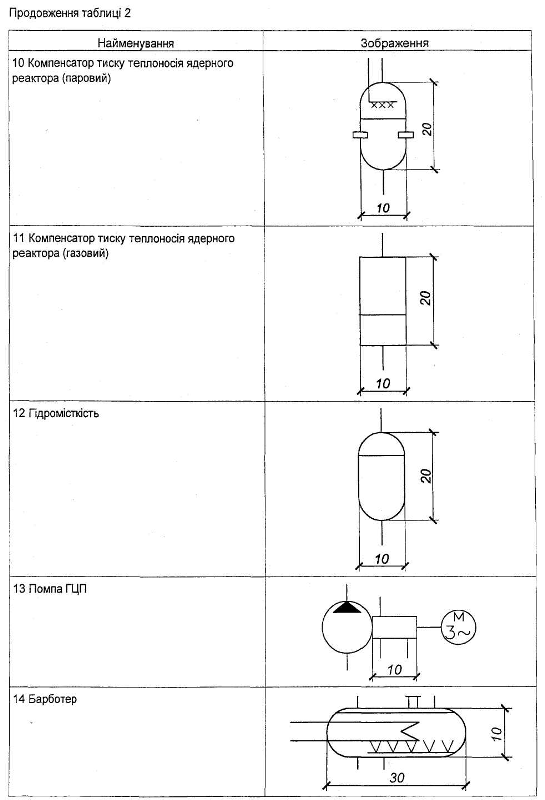 Продовження таблиці 2
Найменування Зображення
10 Компенсатор тиску теплоносія ядерного
реактора (паровий)
20
10
11 Компенсатор тиску теплоносія ядерного
реактора (газовий)
20
10
12 Гідромісткість
20
10
13 Помпа ГЦП
М
3~
10
14 Барботер
10
30